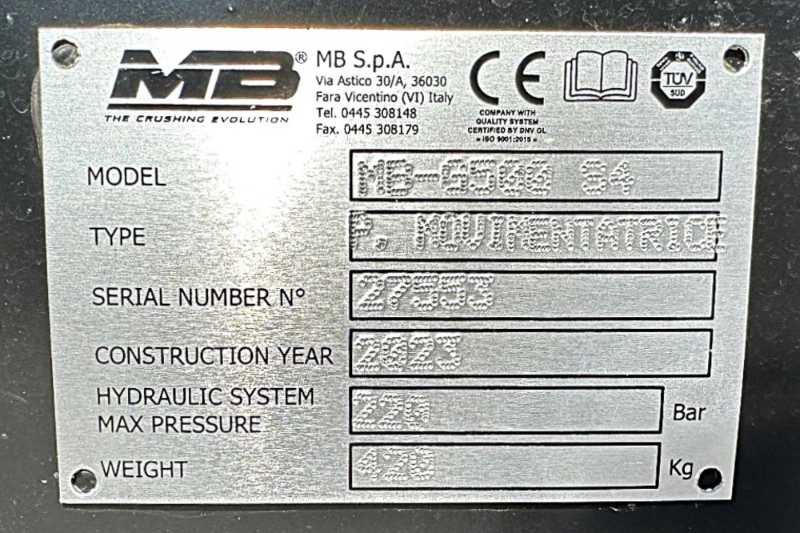 MB®
THE CRUSHING EVOLUTION
MB S.p.A.
Via Astico 30/A, 36030
Fara Vicentino (VI) Italy
Tel. 0445 308148
Fax. 0445 308179
CE
COMPANY WITH
QUALITY SYSTEM
CERTIFIED BY DNV GL
= ISO 9001:2015 =
TÜV
SÜD
MODEL MB-G500 S4
TYPE P. MOVIMENTATRICE
SERIAL NUMBER N° 27553
CONSTRUCTION YEAR 2023
HYDRAULIC SYSTEM
MAX PRESSURE 220 Bar
WEIGHT 420 Kg